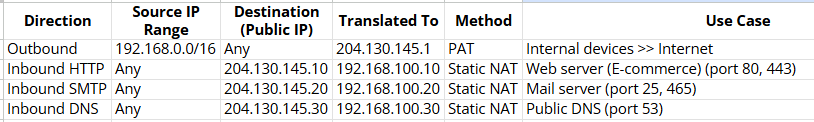 Direction Source IP Range Destination (Public IP) Translated To Method Use Case
Outbound 192.168.0.0/16 Any 204.130.145.1 PAT Internal devices >> Internet
Inbound HTTP Any 204.130.145.10 192.168.100.10 Static NAT Web server (E-commerce) (port 80, 443)
Inbound SMTP Any 204.130.145.20 192.168.100.20 Static NAT Mail server (port 25, 465)
Inbound DNS Any 204.130.145.30 192.168.100.30 Static NAT Public DNS (port 53)